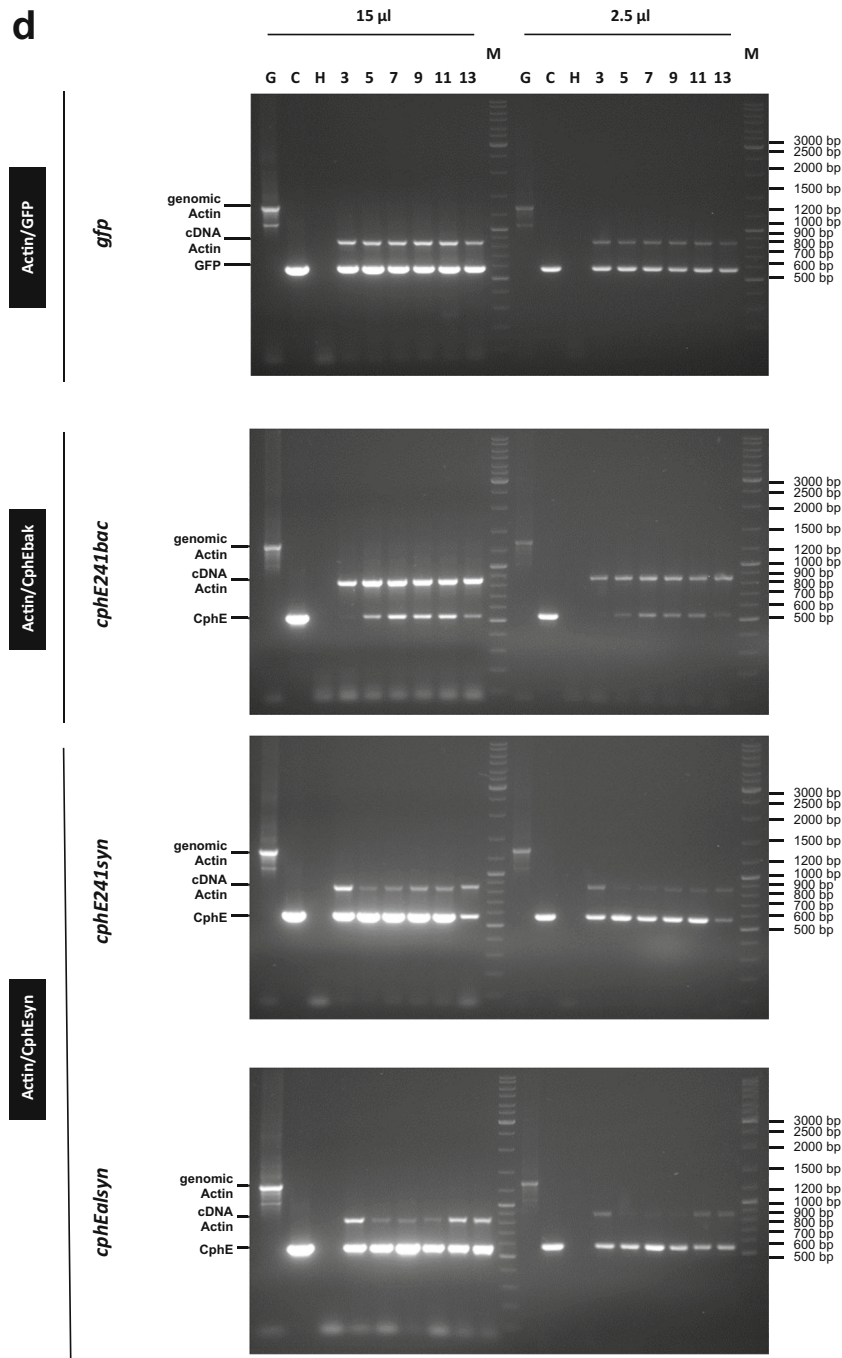 d
15 µl 2.5 µl
M M
G C H 3 5 7 9 11 13 G C H 3 5 7 9 11 13
Actin/GFP
gfp
genomic
Actin
cDNA
Actin
GFP
3000 bp
2500 bp
2000 bp
1500 bp
1200 bp
1000 bp
900 bp
800 bp
700 bp
600 bp
500 bp
Actin/CphEbak
cphE241bac
genomic
Actin
cDNA
Actin
CphE
3000 bp
2500 bp
2000 bp
1500 bp
1200 bp
1000 bp
900 bp
800 bp
700 bp
600 bp
500 bp
Actin/CphEsyn
cphE241syn
genomic
Actin
cDNA
Actin
CphE
3000 bp
2500 bp
2000 bp
1500 bp
1200 bp
1000 bp
900 bp
800 bp
700 bp
600 bp
500 bp
cphEalsyn
genomic
Actin
cDNA
Actin
CphE
3000 bp
2500 bp
2000 bp
1500 bp
1200 bp
1000 bp
900 bp
800 bp
700 bp
600 bp
500 bp